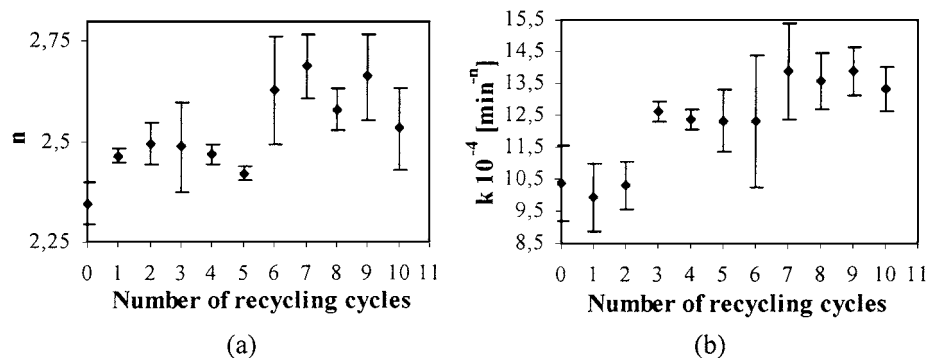 2,75
2,5
2,25
n
0 1 2 3 4 5 6 7 8 9 10 11
Number of recycling cycles
(a)
15,5
14,5
13,5
12,5
11,5
10,5
9,5
8,5
k 10⁻⁴ [min⁻ⁿ]
0 1 2 3 4 5 6 7 8 9 10 11
Number of recycling cycles
(b)